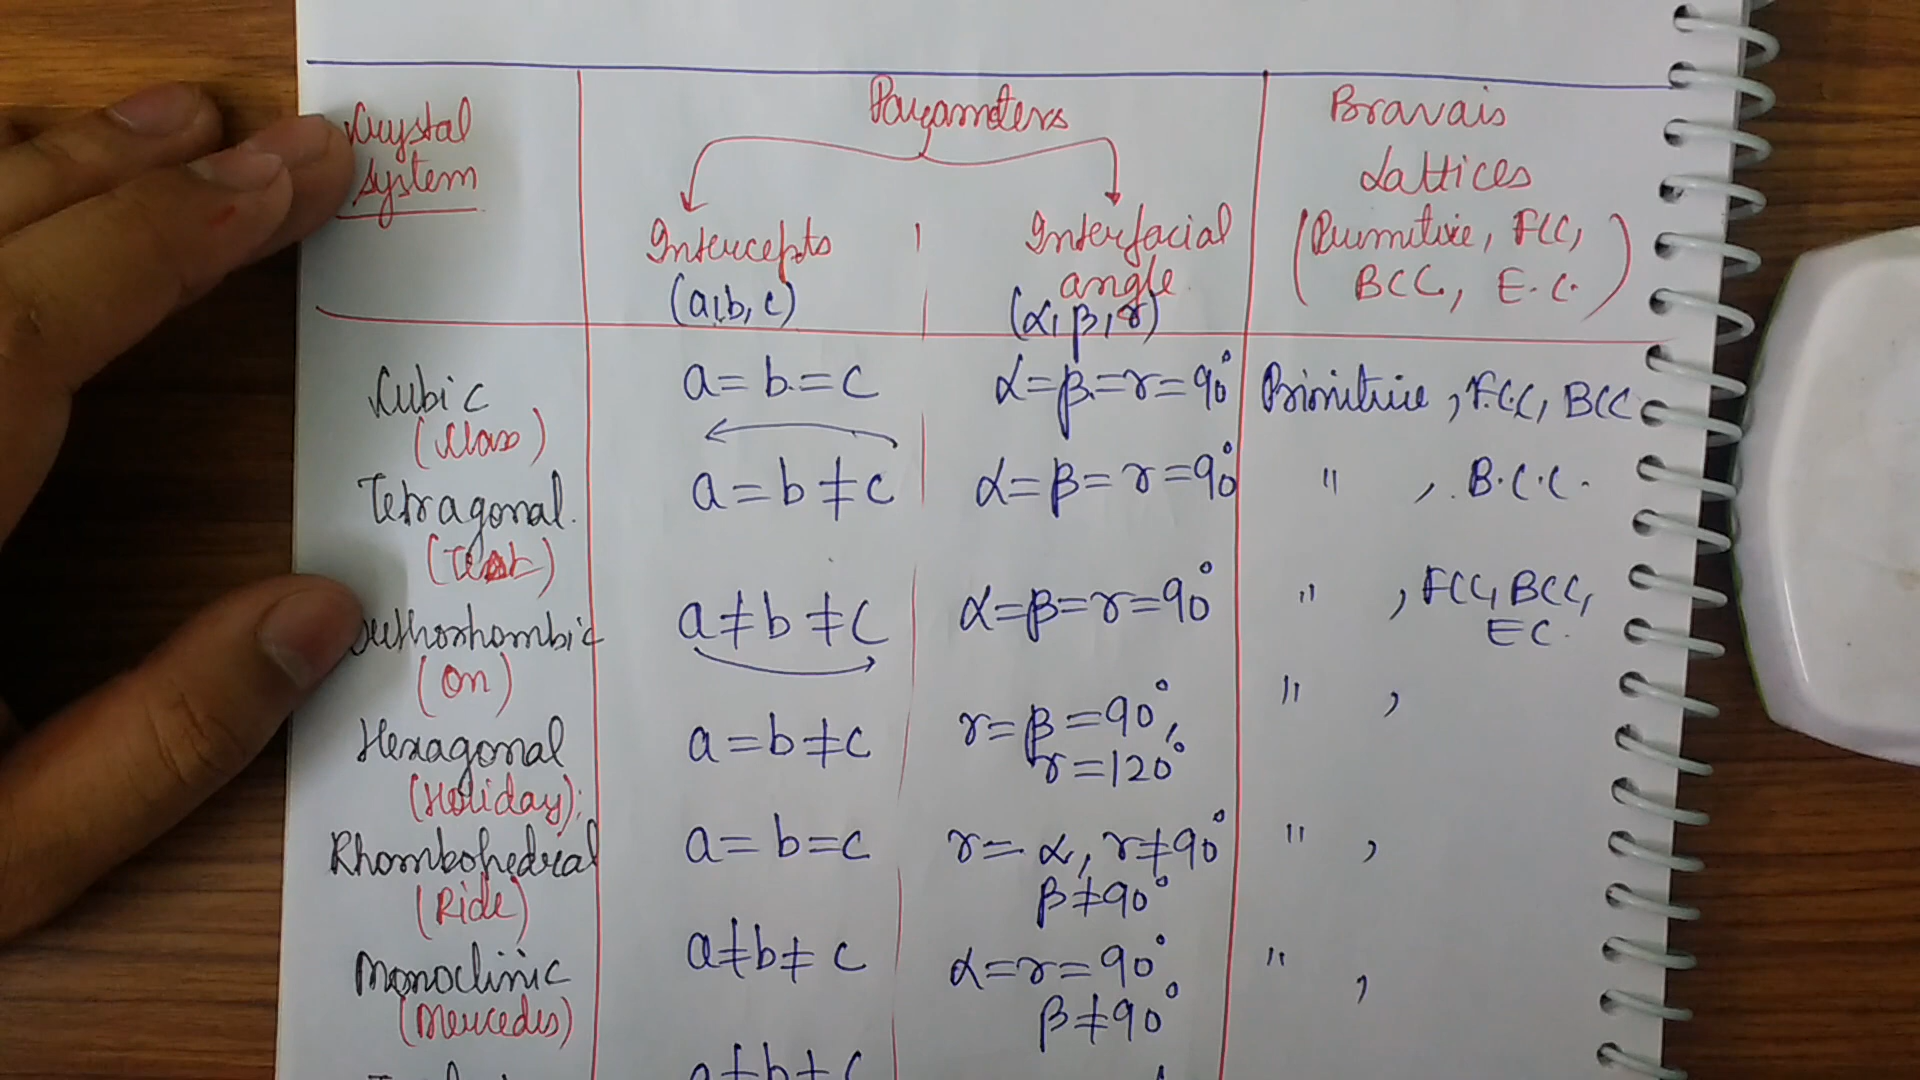 Crystal System
Parameters
Bravais Lattices
(Primitive, FCC, BCC, E.C.)
Intercepts (a,b,c)
Interfacial angle (α,β,γ)
Cubic a=b=c α=β=γ=90° Primitive, F.C.C, BCC
(Class)
Tetragonal a=b≠c α=β=γ=90° " , B.C.C.
(Test)
Orthorhombic a≠b≠c α=β=γ=90° " , FCC, BCC, EC.
(On)
Hexagonal a=b≠c γ=β=90°, γ=120° " ,
(Holiday);
Rhombohedral a=b=c γ=α, γ≠90° β≠90° " ,
(Ride)
Monoclinic a≠b≠c α=γ=90° β≠90° " ,
(Mercedes)
a≠b≠c